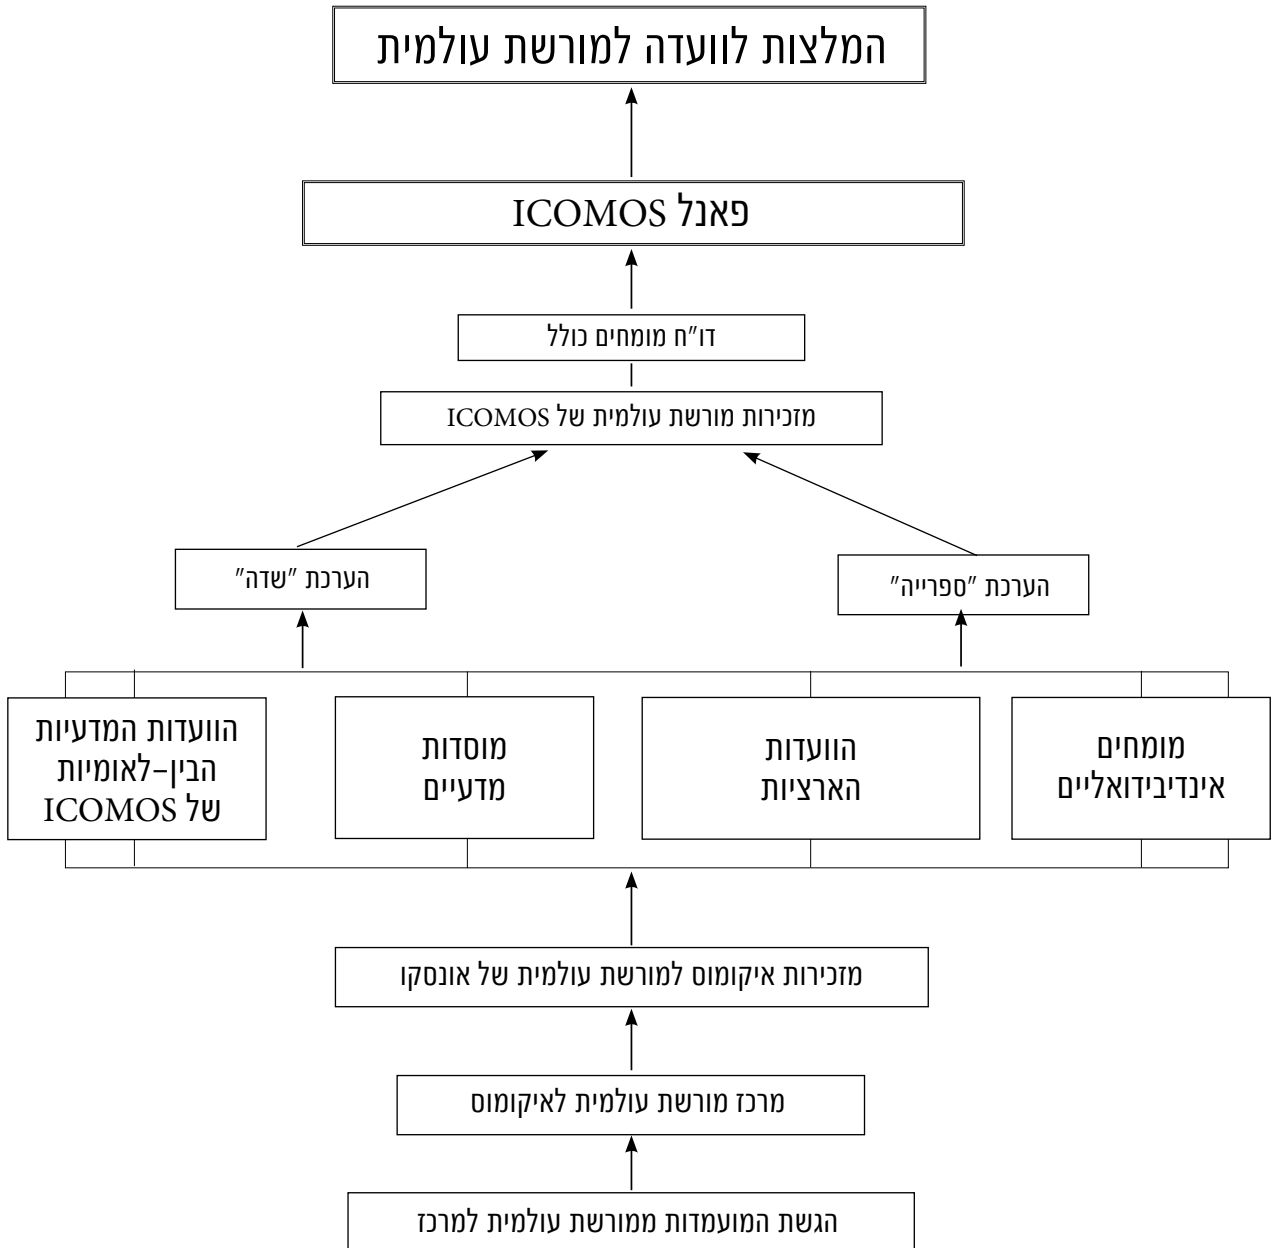 המלצות לוועדה למורשת עולמית
פאנל ICOMOS
דו"ח מומחים כולל
מזכירות מורשת עולמית של ICOMOS
הערכת "ספרייה"
הערכת "שדה"
מומחים
אינדיבידואליים
הוועדות
הארציות
מוסדות
מדעיים
הוועדות המדעיות
הבין-לאומיות
של ICOMOS
מזכירות איקומוס למורשת עולמית של אונסקו
מרכז מורשת עולמית לאיקומוס
הגשת המועמדות ממורשת עולמית למרכז